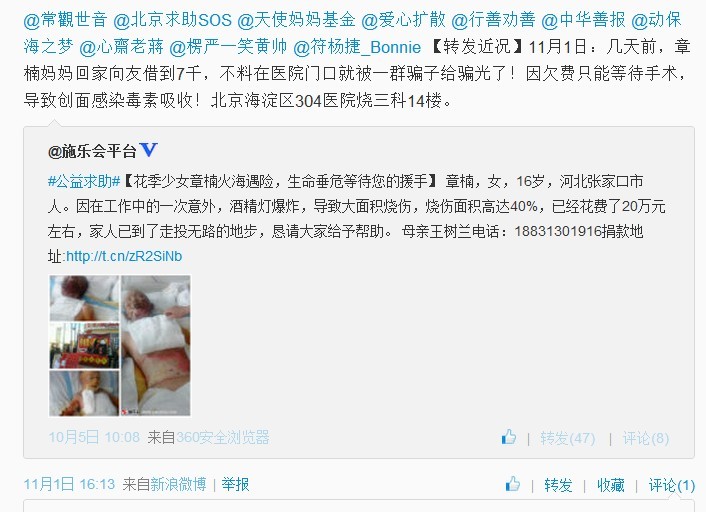 @常觀世音 @北京求助SOS @天使妈妈基金 @爱心扩散 @行善劝善 @中华善报 @动保
海之梦 @心齋老蔣 @楞严一笑黄帅 @符杨捷_Bonnie 【转发近况】11月1日：几天前，章
楠妈妈回家向友借到7千，不料在医院门口就被一群骗子给骗光了！因欠费只能等待手术，
导致创面感染毒素吸收！北京海淀区304医院烧三科14楼。
@施乐会平台
#公益求助#【花季少女章楠火海遇险，生命垂危等待您的援手】 章楠，女，16岁，河北张家口市
人。因在工作中的一次意外，酒精灯爆炸，导致大面积烧伤，烧伤面积高达40%，已经花费了20万元
左右，家人已到了走投无路的地步，恳请大家给予帮助。 母亲王树兰电话：18831301916捐款地
址:http://t.cn/zR2SiNb
10月5日 10:08 来自360安全浏览器 | 转发(47) | 评论(8)
11月1日 16:13 来自新浪微博 | 举报 | 转发 | 收藏 | 评论(1)